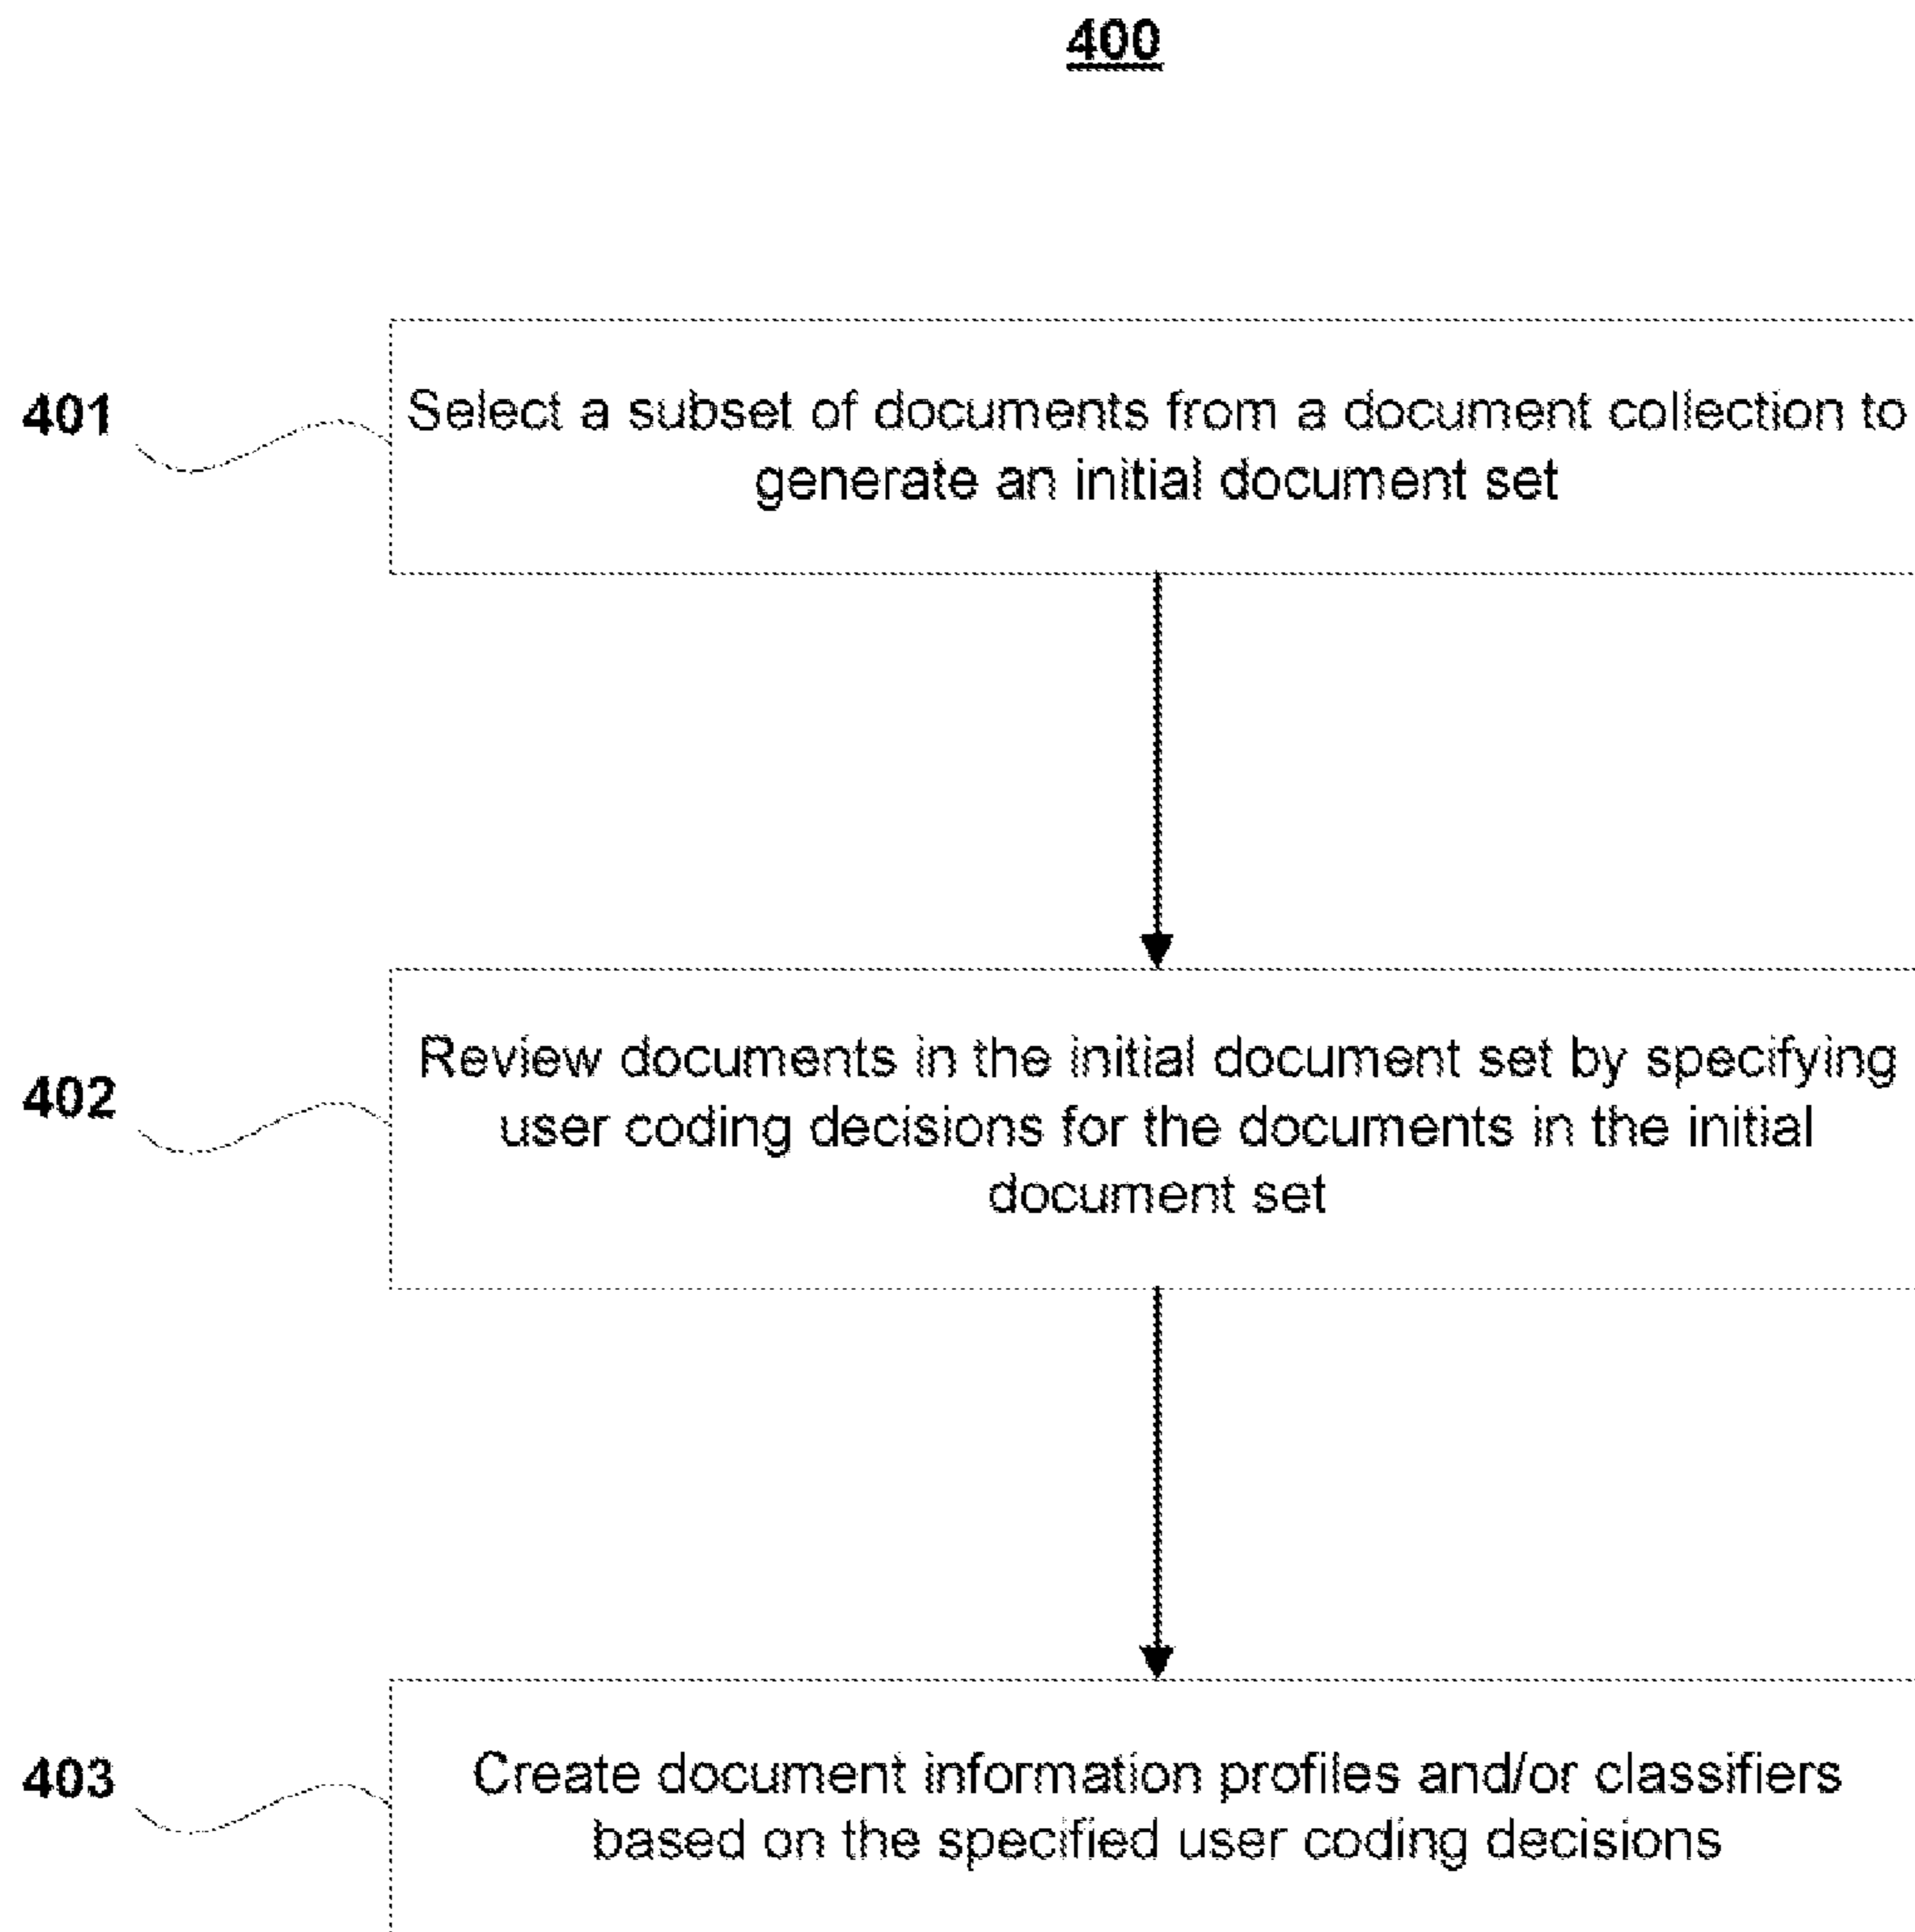 400
401
Select a subset of documents from a document collection to
generate an initial document set
402
Review documents in the initial document set by specifying
user coding decisions for the documents in the initial
document set
403
Create document information profiles and/or classifiers
based on the specified user coding decisions